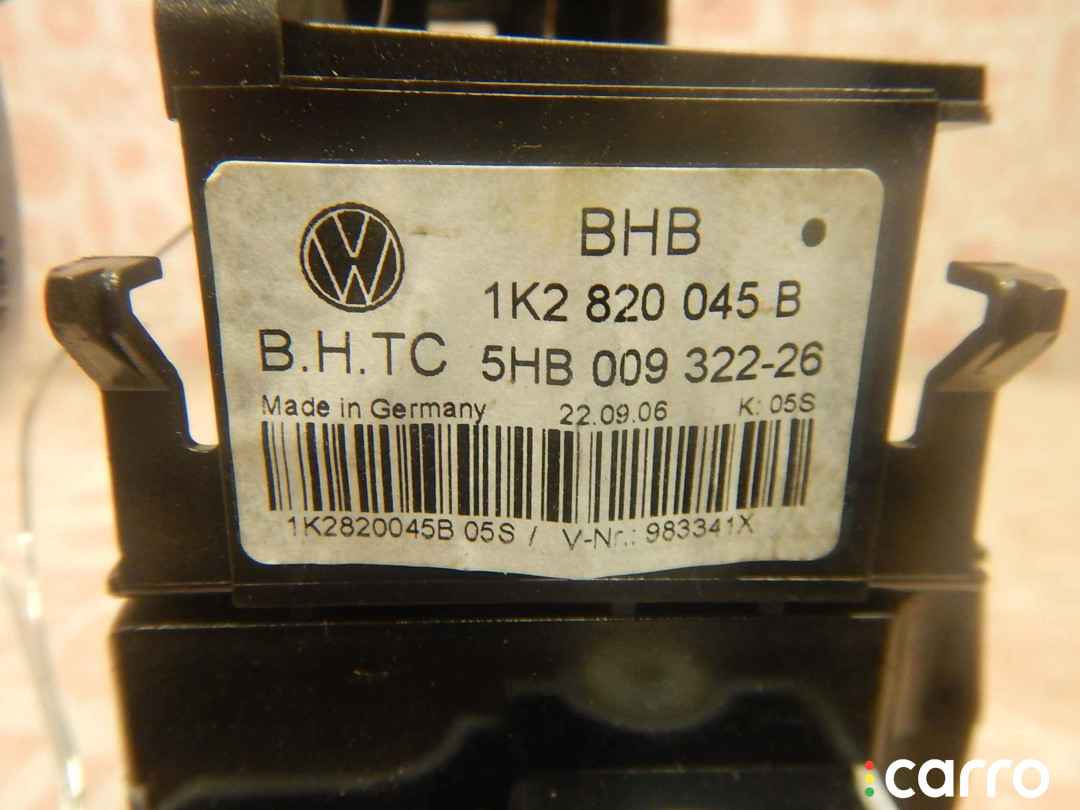 BHB
1K2 820 045 B
B.H.TC 5HB 009 322-26
Made in Germany 22.09.06 K: 05S
1K2820045B 05S / V-Nr.: 983341X
carro